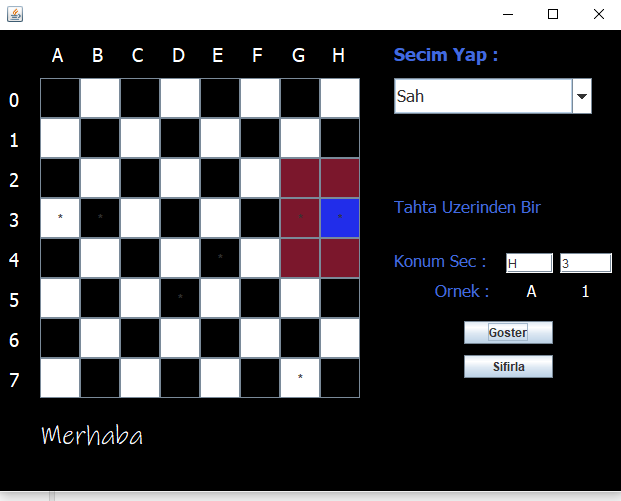 A B C D E F G H
Secim Yap :
0
Sah
1
2
3 * * * *
Tahta Uzerinden Bir
4 *
Konum Sec : H 3
5 *
Ornek : A 1
6
Goster
7 *
Sifirla
Merhaba